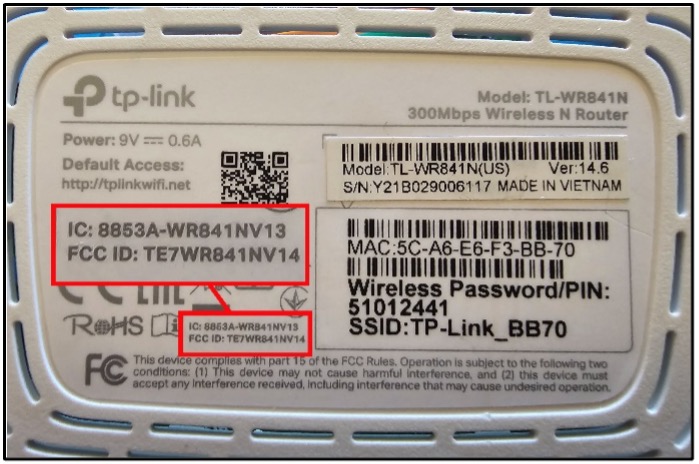 tp-link
Model: TL-WR841N
300Mbps Wireless N Router
Power: 9V 0.6A
Default Access:
http://tplinkwifi.net
Model:TL-WR841N(US) Ver:14.6
S/N:Y21B029006117 MADE IN VIETNAM
IC: 8853A-WR841NV13
FCC ID: TE7WR841NV14
MAC:5C-A6-E6-F3-BB-70
Wireless Password/PIN:
51012441
SSID:TP-Link_BB70
CE EAC
RoHS
IC: 8853A-WR841NV13
FCC ID: TE7WR841NV14
FC This device complies with part 15 of the FCC Rules. Operation is subject to the following two
conditions: (1) This device may not cause harmful interference, and (2) this device must
accept any interference received, including interference that may cause undesired operation.